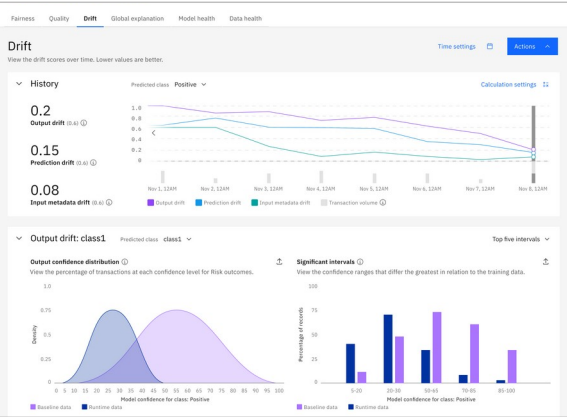 Fairness Quality Drift Global explanation Model health Data health
Drift
Time settings
Actions
View the drift scores over time. Lower values are better.
History
Predicted class Positive
Calculation settings
0.2
Output drift (0.6)
0.15
Prediction drift (0.6)
0.08
Input metadata drift (0.6)
1.0
0.8
0.6
0.4
0.2
0
Nov 1, 12AM Nov 2, 12AM Nov 3, 12AM Nov 4, 12AM Nov 5, 12AM Nov 6, 12AM Nov 7, 12AM Nov 8, 12AM
Output drift Prediction drift Input metadata drift Transaction volume
Output drift: class1
Predicted class class1
Top five intervals
Output confidence distribution
View the percentage of transactions at each confidence level for Risk outcomes.
1.0
0.75
0.5
0.25
0
Density
0 5 10 15 20 25 30 35 40 45 50 55 60 65 70 75 80 85 90 95 100
Model confidence for class: Positive
Baseline data Runtime data
Significant intervals
View the confidence ranges that differ the greatest in relation to the training data.
100
75
50
25
0
Percentage of records
5-20 20-30 50-65 70-85 85-100
Model confidence for class: Positive
Runtime data Baseline data